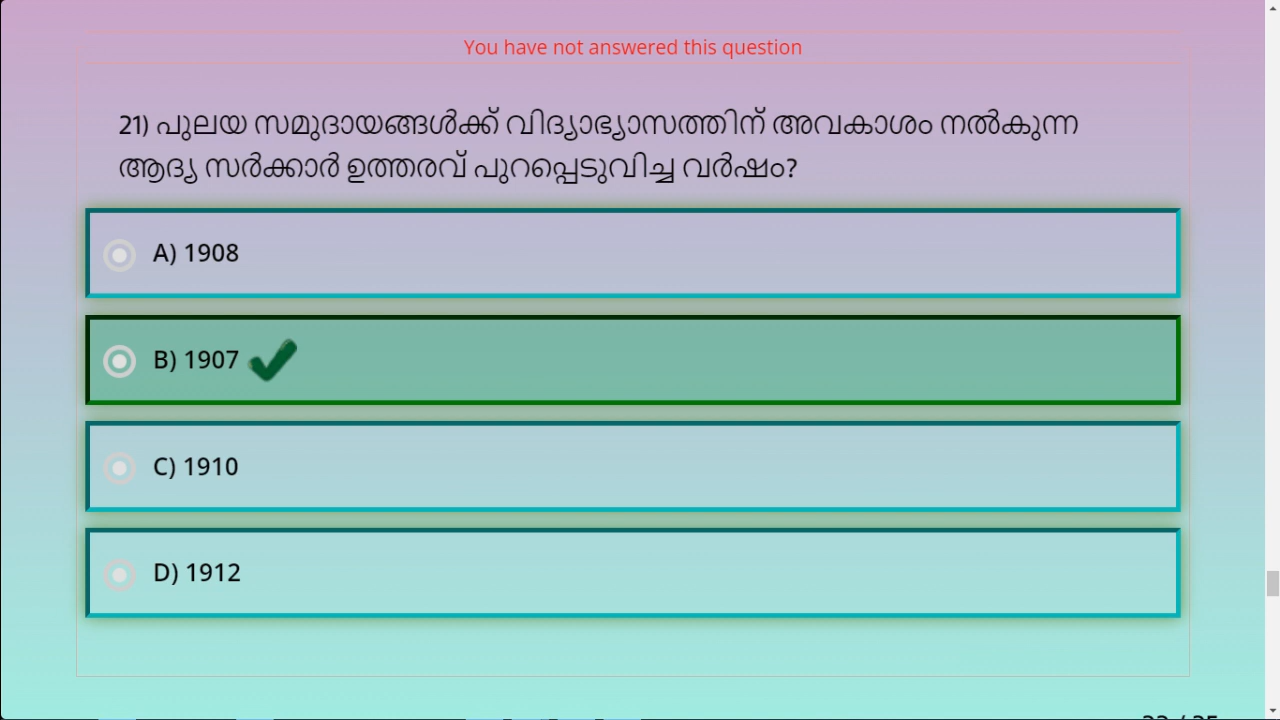 You have not answered this question
21) പുലയ സമുദായങ്ങൾക്ക് വിദ്യാഭ്യാസത്തിന് അവകാശം നൽകുന്ന
ആദ്യ സർക്കാർ ഉത്തരവ് പുറപ്പെടുവിച്ച വർഷം?
A) 1908
B) 1907
C) 1910
D) 1912